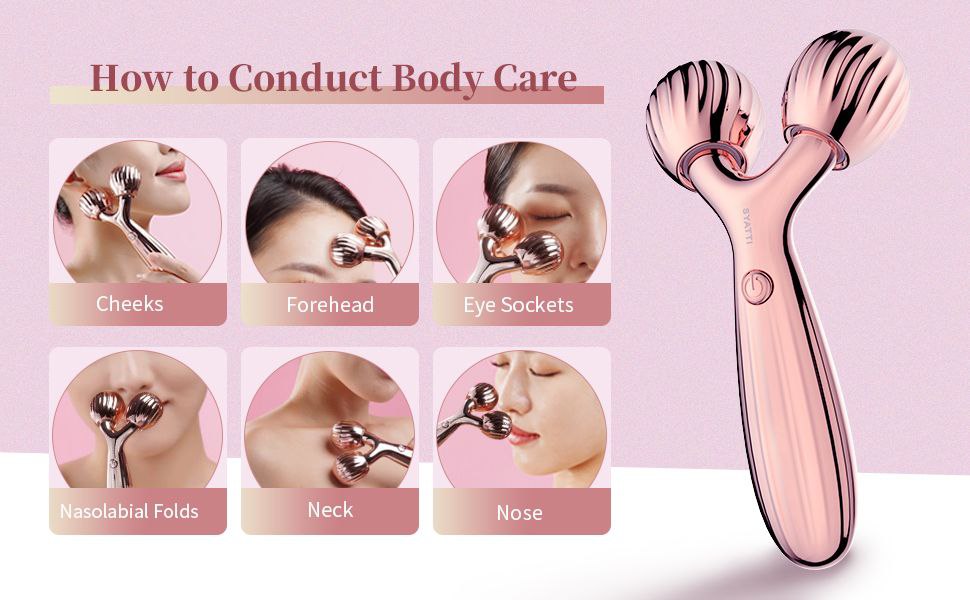 How to Conduct Body Care
Cheeks
Forehead
Eye Sockets
Nasolabial Folds
Neck
Nose
SYATTI